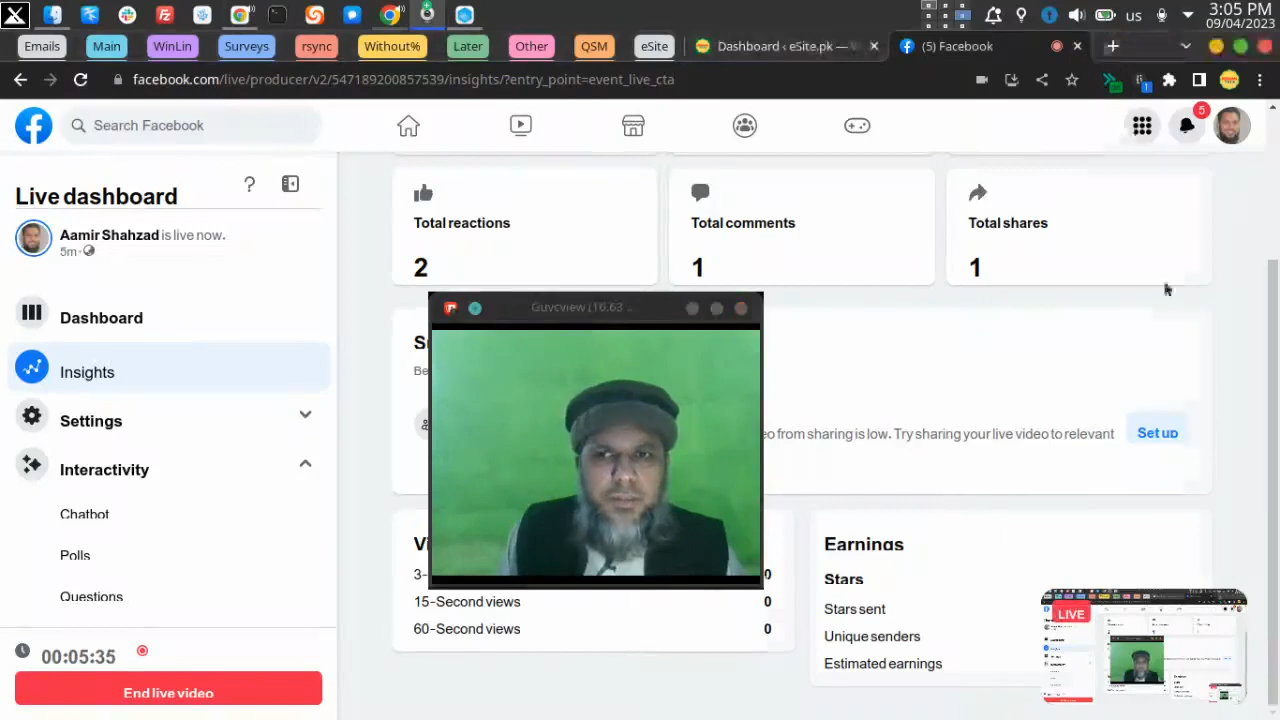 us
3:05 PM
09/04/2023
Emails
Main
WinLin
Surveys
rsync
Without%
Later
Other
QSM
eSite
Dashboard ‹ eSite.pk —
(5) Facebook
facebook.com/live/producer/v2/547189200857539/insights/?entry_point=event_live_cta
Search Facebook
5
Live dashboard
Aamir Shahzad is live now.
5m
Dashboard
Insights
Settings
Interactivity
Chatbot
Polls
Questions
00:05:35
End live video
Total reactions
2
Total comments
1
Total shares
1
Guvcview (16.63 ...
from sharing is low. Try sharing your live video to relevant
Set up
15-Second views 0
60-Second views 0
Earnings
Stars
Stars sent
Unique senders
Estimated earnings
LIVE